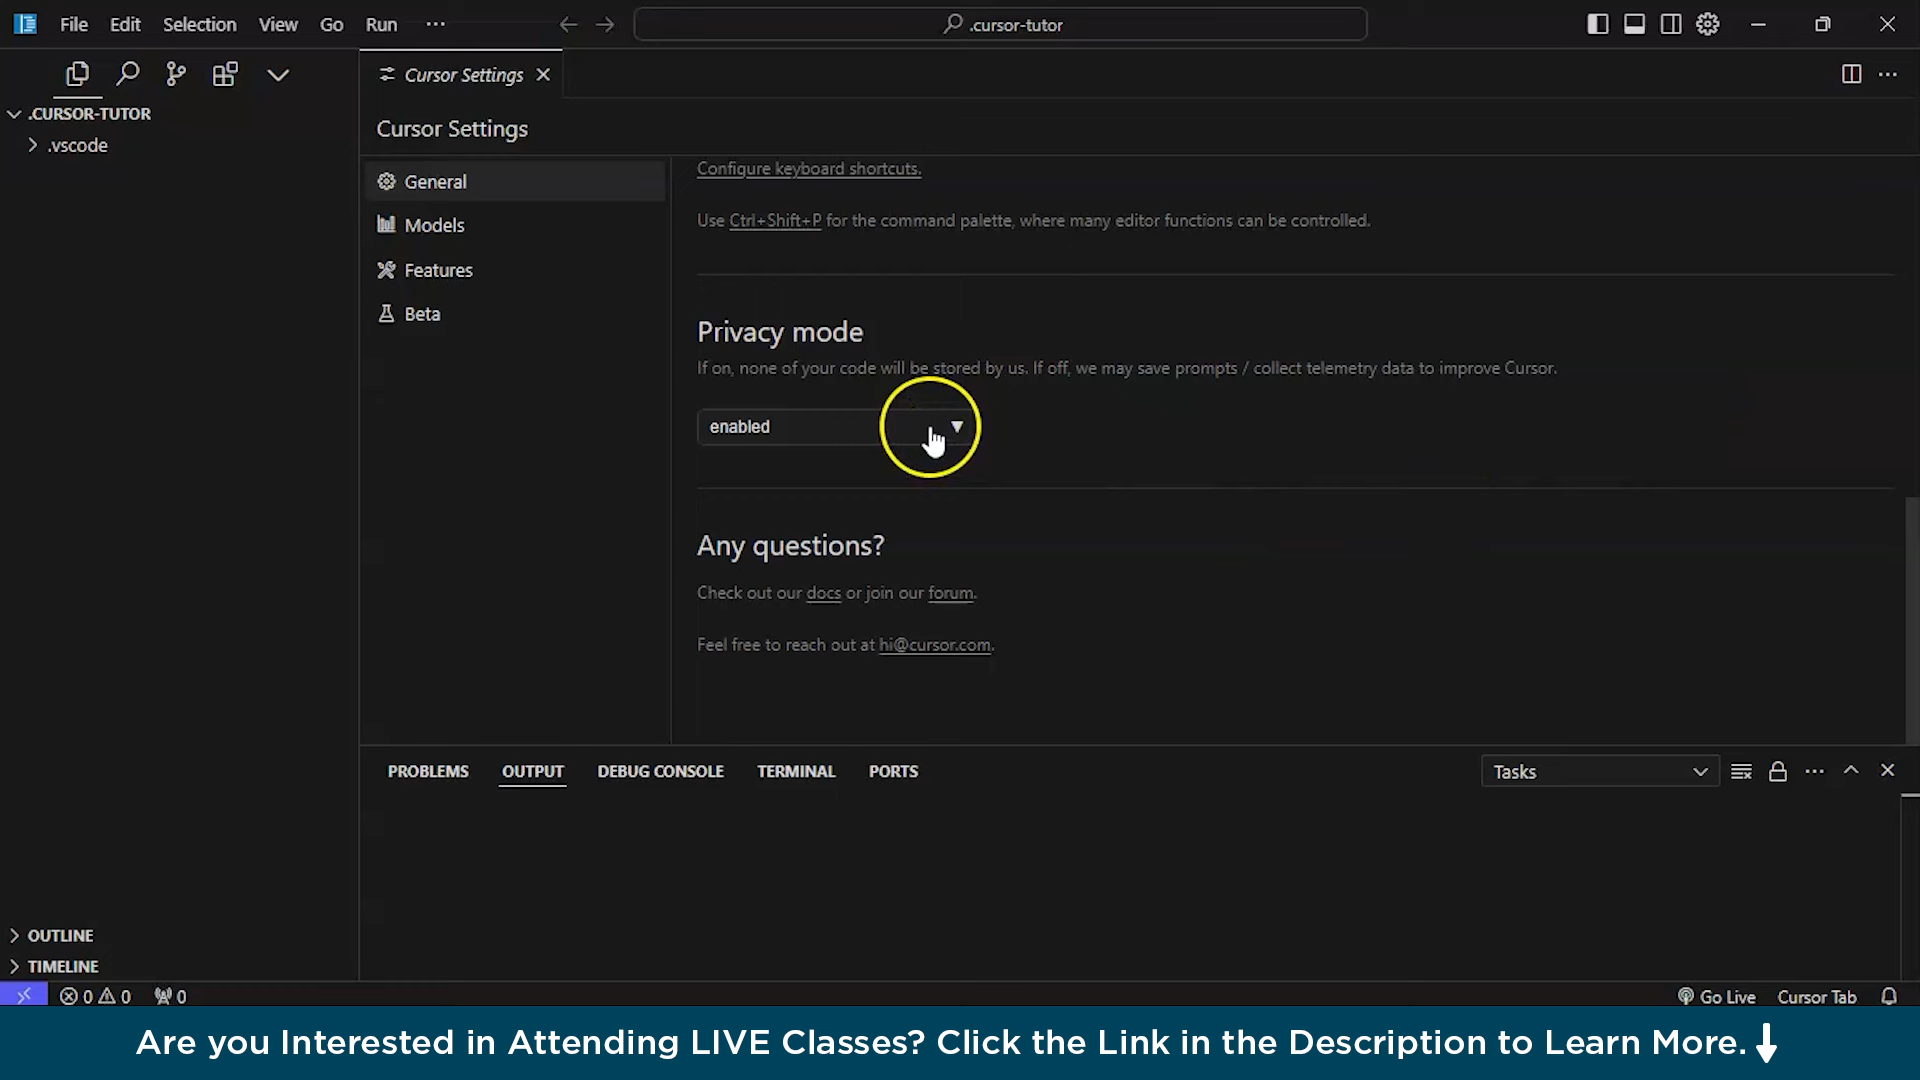 File Edit Selection View Go Run ···
.cursor-tutor
.CURSOR-TUTOR
.vscode
OUTLINE
TIMELINE
Cursor Settings
Cursor Settings
General
Models
Features
Beta
Configure keyboard shortcuts.
Use Ctrl+Shift+P for the command palette, where many editor functions can be controlled.
Privacy mode
If on, none of your code will be stored by us. If off, we may save prompts / collect telemetry data to improve Cursor.
enabled
Any questions?
Check out our docs or join our forum.
Feel free to reach out at hi@cursor.com.
PROBLEMS OUTPUT DEBUG CONSOLE TERMINAL PORTS
Tasks
0 0 0
Go Live Cursor Tab
Are you Interested in Attending LIVE Classes? Click the Link in the Description to Learn More.